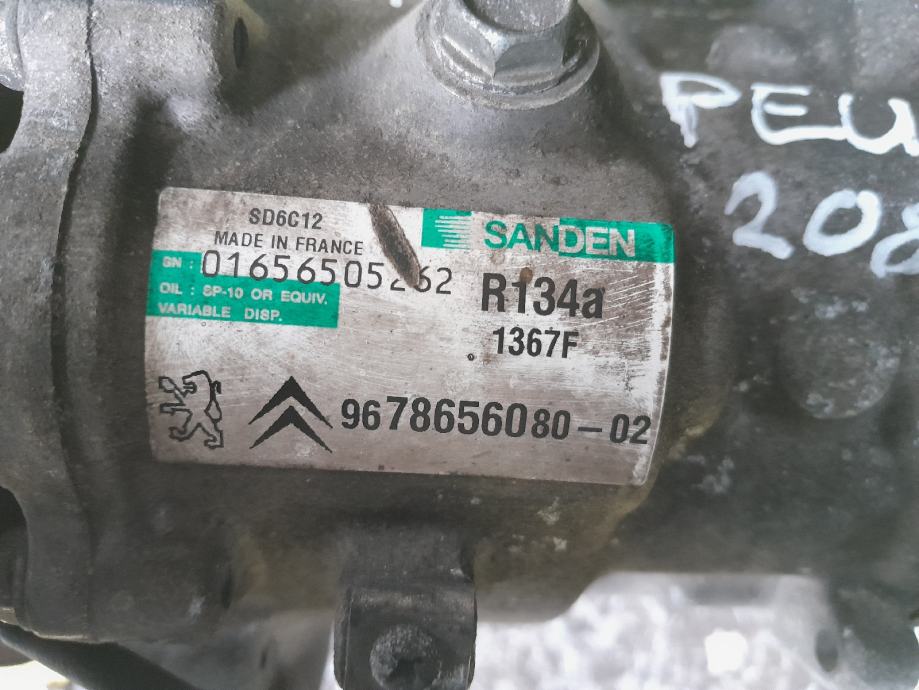 PEU
208
SD6C12
MADE IN FRANCE
SANDEN
SN : 01656505262
OIL : SP-10 OR EQUIV.
VARIABLE DISP.
R134a
1367F
9678656080-02